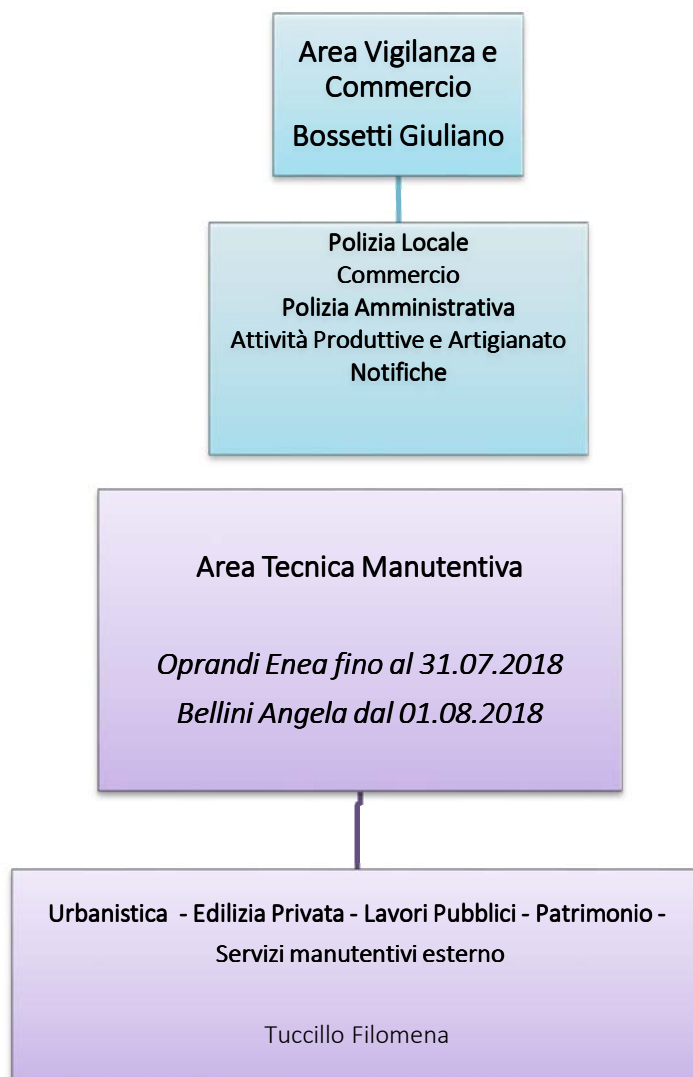 Area Vigilanza e
Commercio
Bossetti Giuliano
Polizia Locale
Commercio
Polizia Amministrativa
Attività Produttive e Artigianato
Notifiche
Area Tecnica Manutentiva
Oprandi Enea fino al 31.07.2018
Bellini Angela dal 01.08.2018
Urbanistica - Edilizia Privata - Lavori Pubblici - Patrimonio -
Servizi manutentivi esterno
Tuccillo Filomena